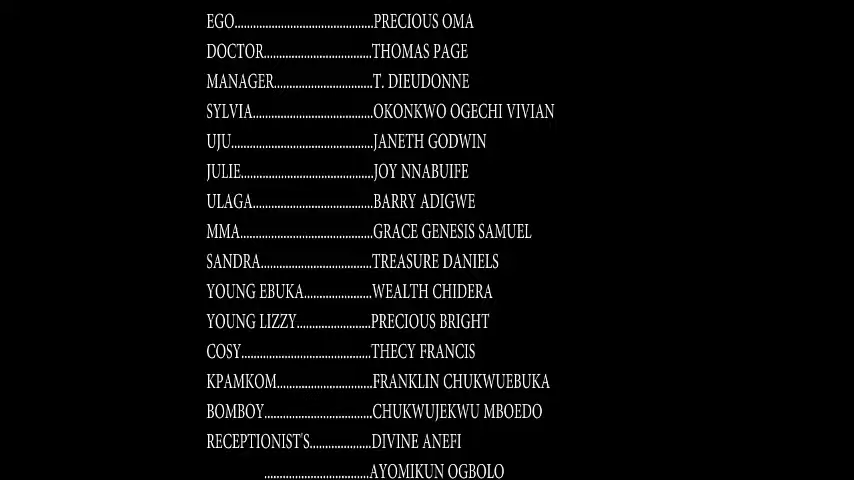 EGO.............................................PRECIOUS OMA
DOCTOR...................................THOMAS PAGE
MANAGER................................T. DIEUDONNE
SYLVIA.......................................OKONKWO OGECHI VIVIAN
UJU..............................................JANETH GODWIN
JULIE...........................................JOY NNABUIFE
ULAGA.......................................BARRY ADIGWE
MMA...........................................GRACE GENESIS SAMUEL
SANDRA....................................TREASURE DANIELS
YOUNG EBUKA......................WEALTH CHIDERA
YOUNG LIZZY........................PRECIOUS BRIGHT
COSY..........................................THECY FRANCIS
KPAMKOM...............................FRANKLIN CHUKWUEBUKA
BOMBOY...................................CHUKWUJEKWU MBOEDO
RECEPTIONIST'S....................DIVINE ANEFI
..................................AYOMIKUN OGBOLO